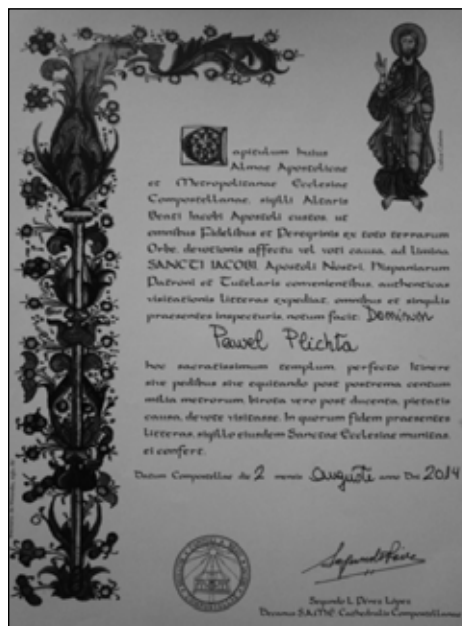 Capitulum huius
Almae Apostolicae
et Metropolitanae Ecclesiae
Compostellanae, sigilli Altaris
Beati Iacobi Apostoli custos, ut
omnibus Fidelibus et Peregrinis ex toto terrarum
Orbe, devotionis affectu vel voti causa, ad limina
SANCTI IACOBI, Apostoli Nostri, Hispaniarum
Patroni et Tutelaris convenientibus, authenticas
visitationis litteras expediat, omnibus et singulis
praesentes inspecturis, notum facit:
Pawel Plichta
hoc sacratissimum templum, perfecto Itinere
sive pedibus sive equitando post postrema centum
milia metrorum, birota vero post ducenta, pietatis
causa, devote visitasse. In quorum fidem praesentes
litteras, sigillo eiusdem Sanctae Ecclesiae munitas,
ei confert.
Datum Compostellae die 2 mensis Augusti anno Dni 2014
Segundo L. Pérez López
Decanus S.A.M.E. Cathedralis Compostellanae